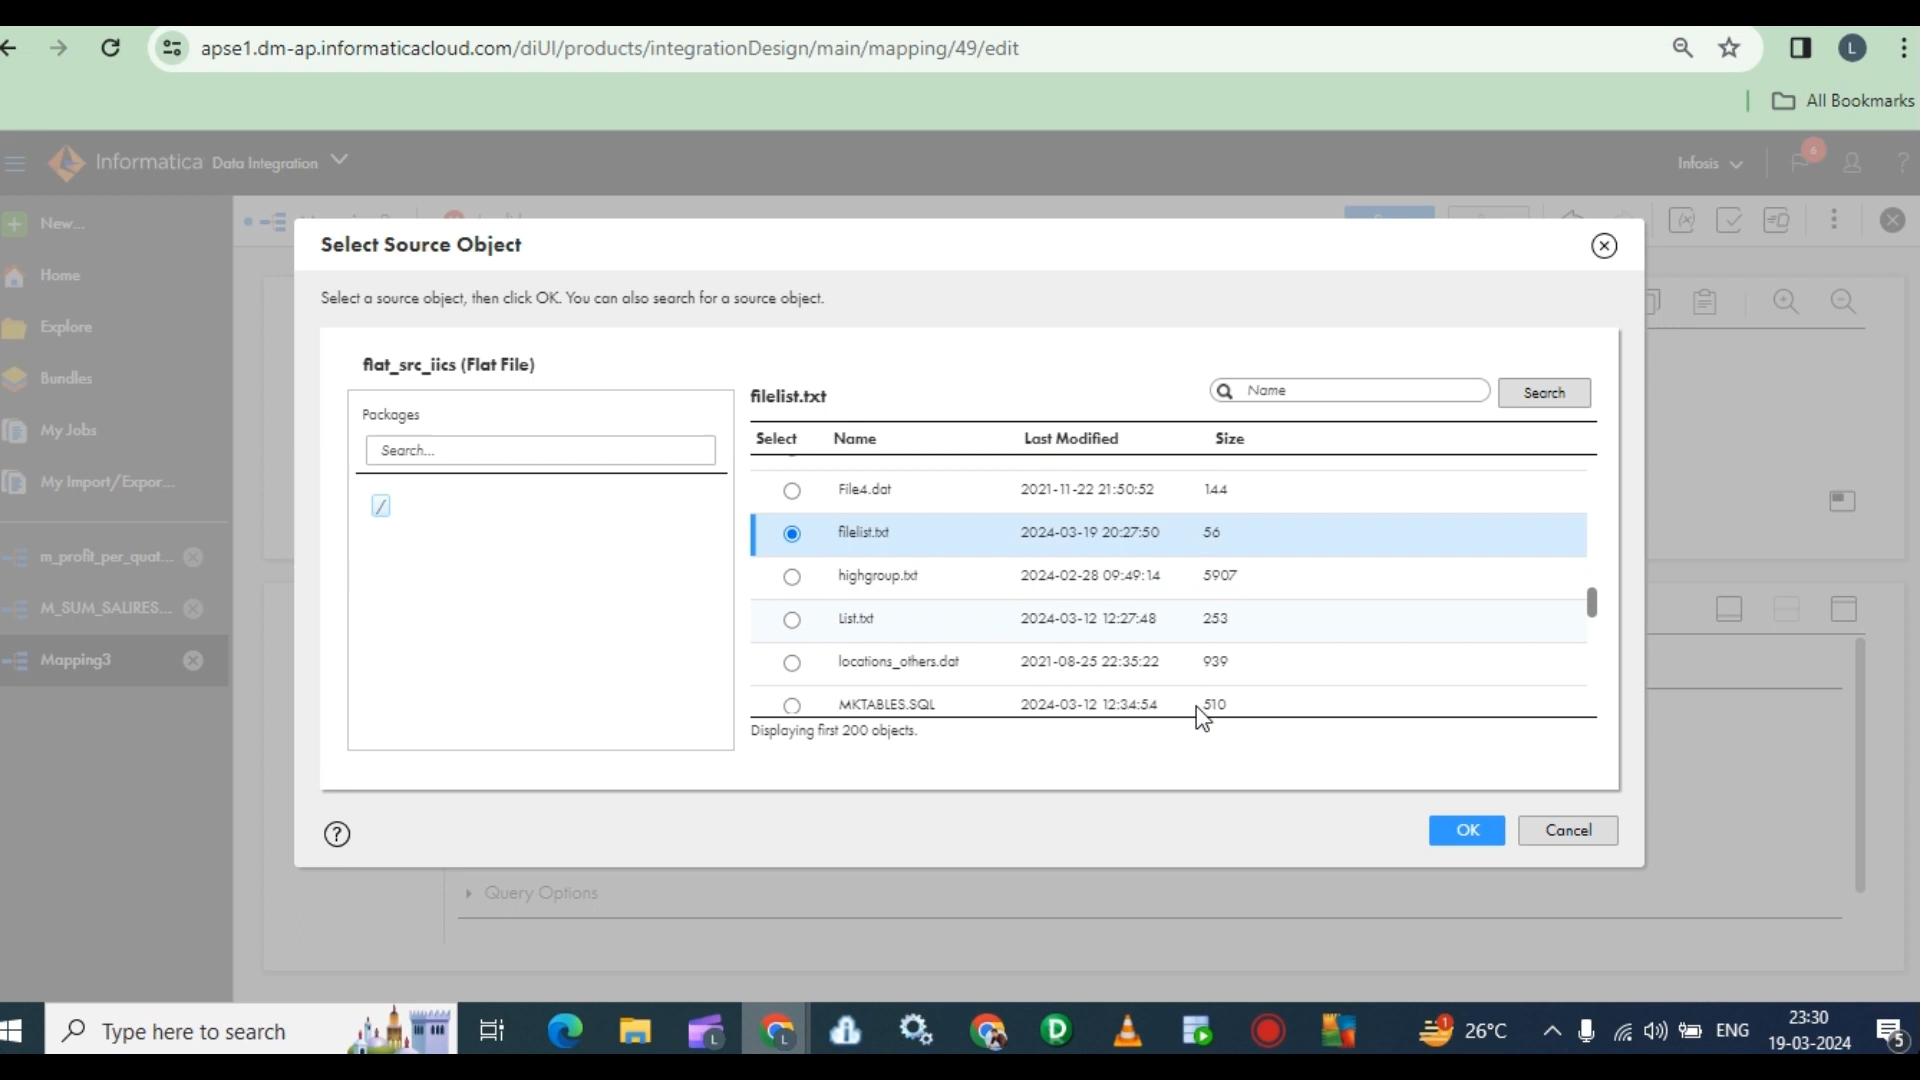 apse1.dm-ap.informaticacloud.com/diUI/products/integrationDesign/main/mapping/49/edit
L
All Bookmarks
Informatica Data Integration
Infosis
6
?
New...
Home
Explore
Bundles
My Jobs
My Import/Expor...
m_profit_per_quat...
M_SUM_SALIRES...
Mapping3
Select Source Object
Select a source object, then click OK. You can also search for a source object.
flat_src_iics (Flat File)
Packages
Search...
/
filelist.txt
Name
Search
Select Name Last Modified Size
File4.dat 2021-11-22 21:50:52 144
filelist.txt 2024-03-19 20:27:50 56
highgroup.txt 2024-02-28 09:49:14 5907
List.txt 2024-03-12 12:27:48 253
locations_others.dat 2021-08-25 22:35:22 939
MKTABLES.SQL 2024-03-12 12:34:54 510
Displaying first 200 objects.
?
OK
Cancel
Query Options
Type here to search
L
L
1
26°C
ENG
23:30
19-03-2024
5